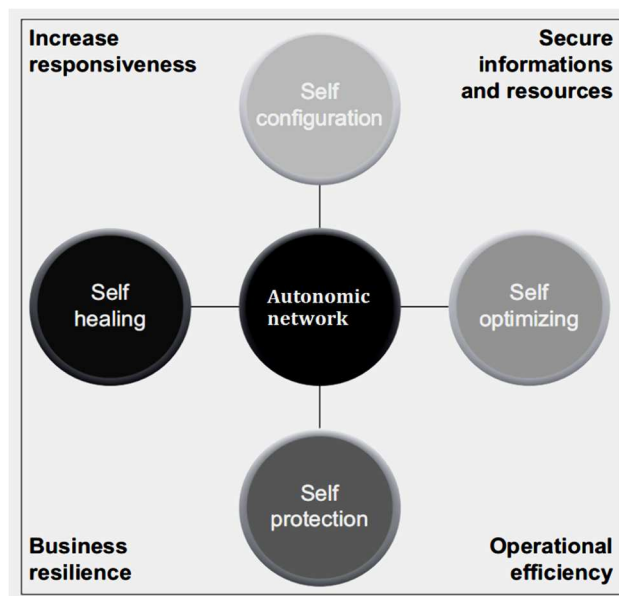 Increase
responsiveness
Secure
informations
and resources
Self
configuration
Self
healing
Autonomic
network
Self
optimizing
Self
protection
Business
resilience
Operational
efficiency